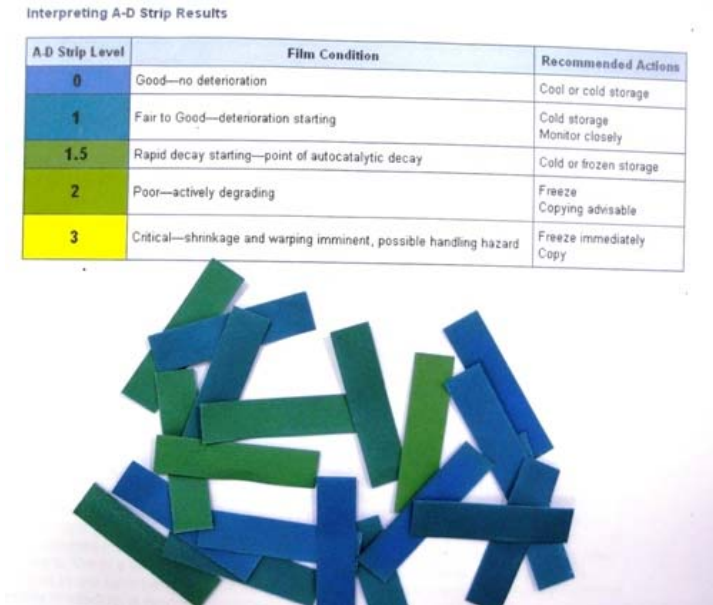 Interpreting A-D Strip Results
A-D Strip Level Film Condition Recommended Actions
0 Good—no deterioration Cool or cold storage
1 Fair to Good—deterioration starting Cold storage
Monitor closely
1.5 Rapid decay starting—point of autocatalytic decay Cold or frozen storage
2 Poor—actively degrading Freeze
Copying advisable
3 Critical—shrinkage and warping imminent, possible handling hazard Freeze immediately
Copy